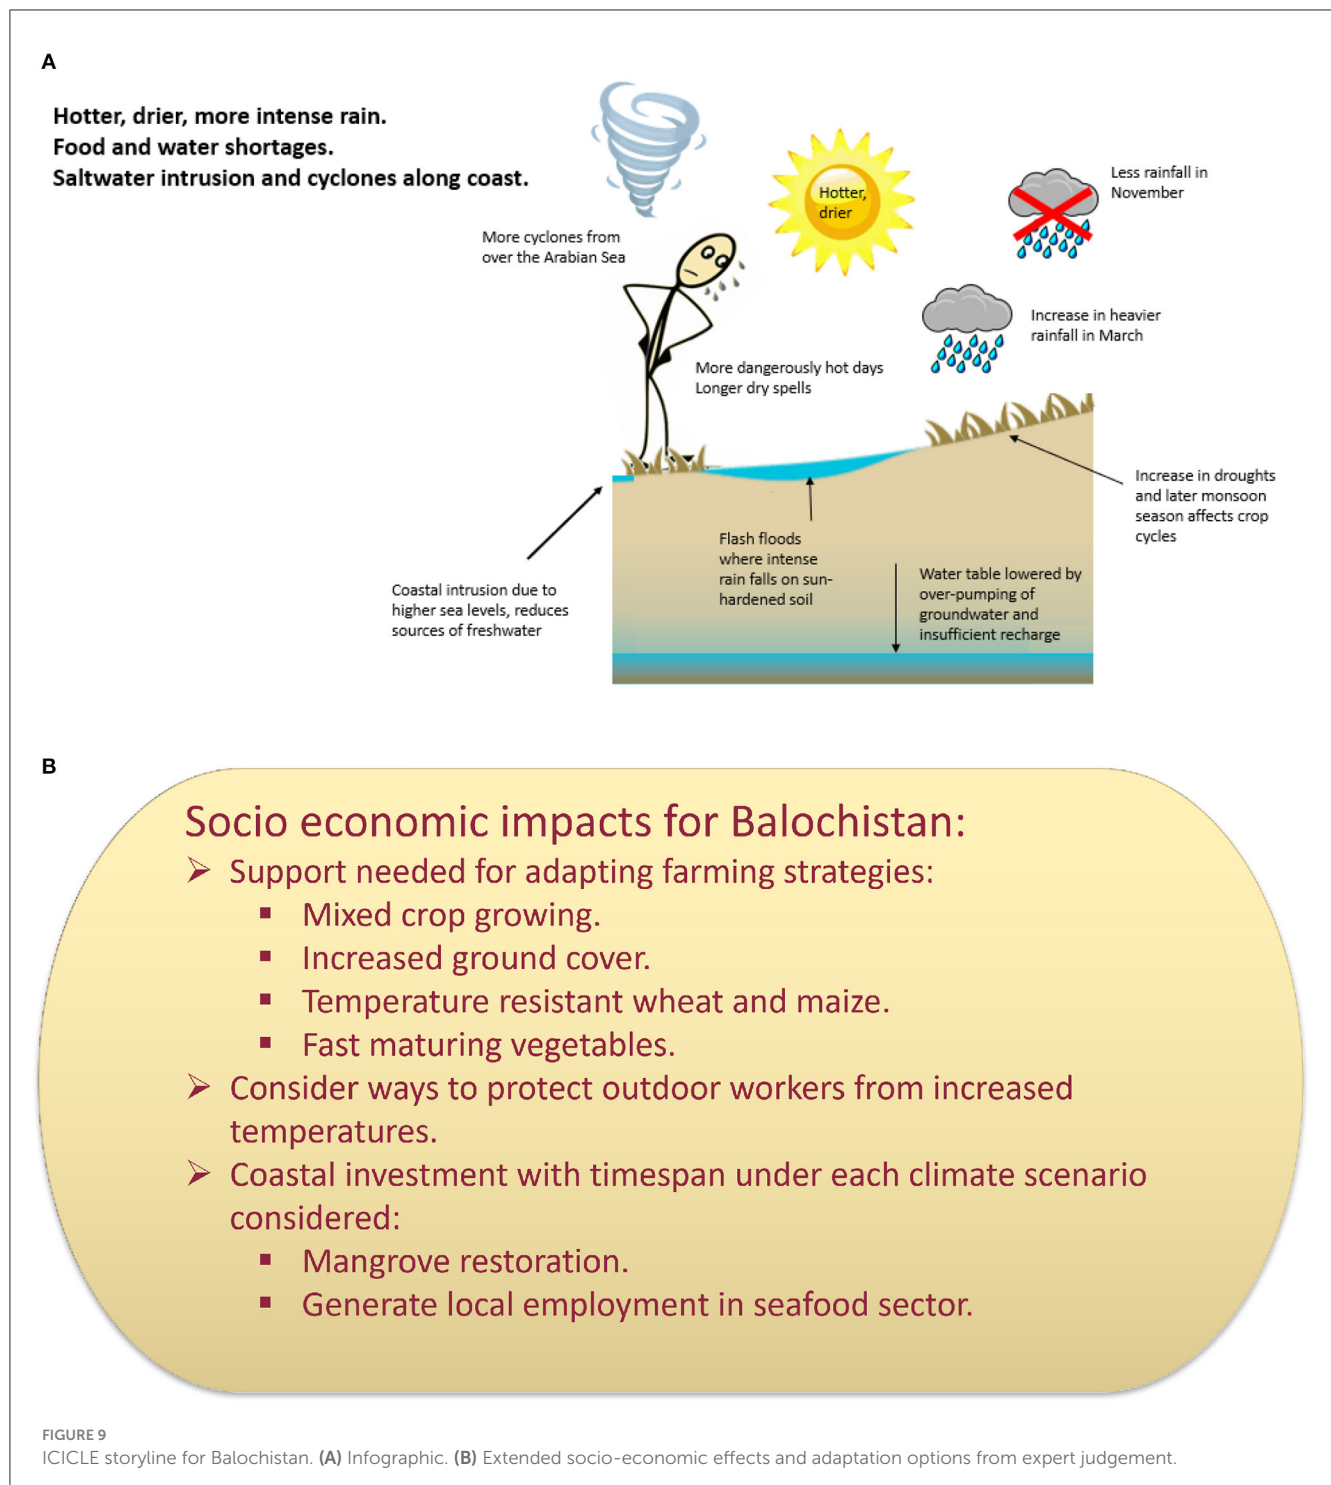 A
Hotter, drier, more intense rain.
Food and water shortages.
Saltwater intrusion and cyclones along coast.
More cyclones from
over the Arabian Sea
Hotter,
drier
Less rainfall in
November
Increase in heavier
rainfall in March
More dangerously hot days
Longer dry spells
Increase in droughts
and later monsoon
season affects crop
cycles
Flash floods
where intense
rain falls on sun-
hardened soil
Water table lowered by
over-pumping of
groundwater and
insufficient recharge
Coastal intrusion due to
higher sea levels, reduces
sources of freshwater
B
Socio economic impacts for Balochistan:
➢ Support needed for adapting farming strategies:
▪ Mixed crop growing.
▪ Increased ground cover.
▪ Temperature resistant wheat and maize.
▪ Fast maturing vegetables.
➢ Consider ways to protect outdoor workers from increased
temperatures.
➢ Coastal investment with timespan under each climate scenario
considered:
▪ Mangrove restoration.
▪ Generate local employment in seafood sector.
FIGURE 9
ICICLE storyline for Balochistan. (A) Infographic. (B) Extended socio-economic effects and adaptation options from expert judgement.